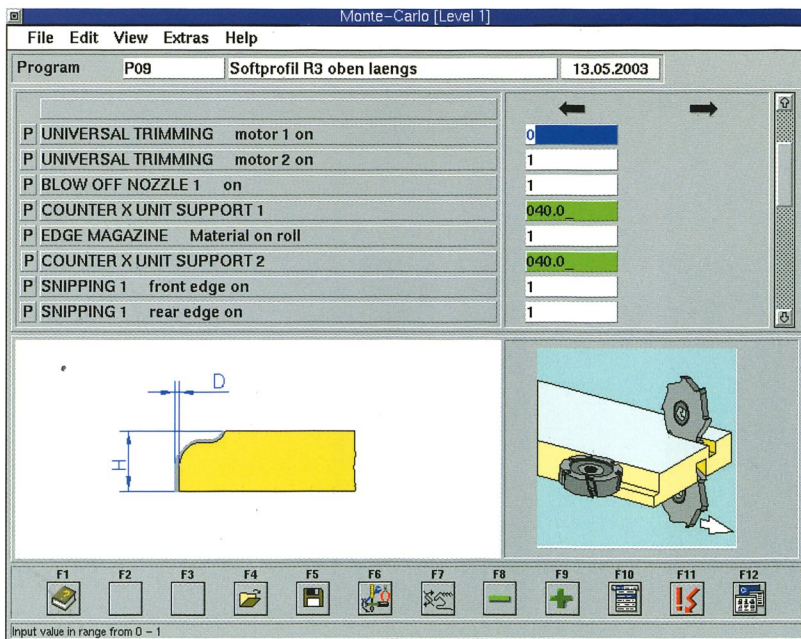 Monte-Carlo [Level 1]
File Edit View Extras Help
Program P09 Softprofil R3 oben laengs 13.05.2003
P UNIVERSAL TRIMMING motor 1 on 0
P UNIVERSAL TRIMMING motor 2 on 1
P BLOW OFF NOZZLE 1 on 1
P COUNTER X UNIT SUPPORT 1 040.0_
P EDGE MAGAZINE Material on roll 1
P COUNTER X UNIT SUPPORT 2 040.0_
P SNIPPING 1 front edge on 1
P SNIPPING 1 rear edge on 1
D
H
F1 F2 F3 F4 F5 F6 F7 F8 F9 F10 F11 F12
Input value in range from 0 - 1